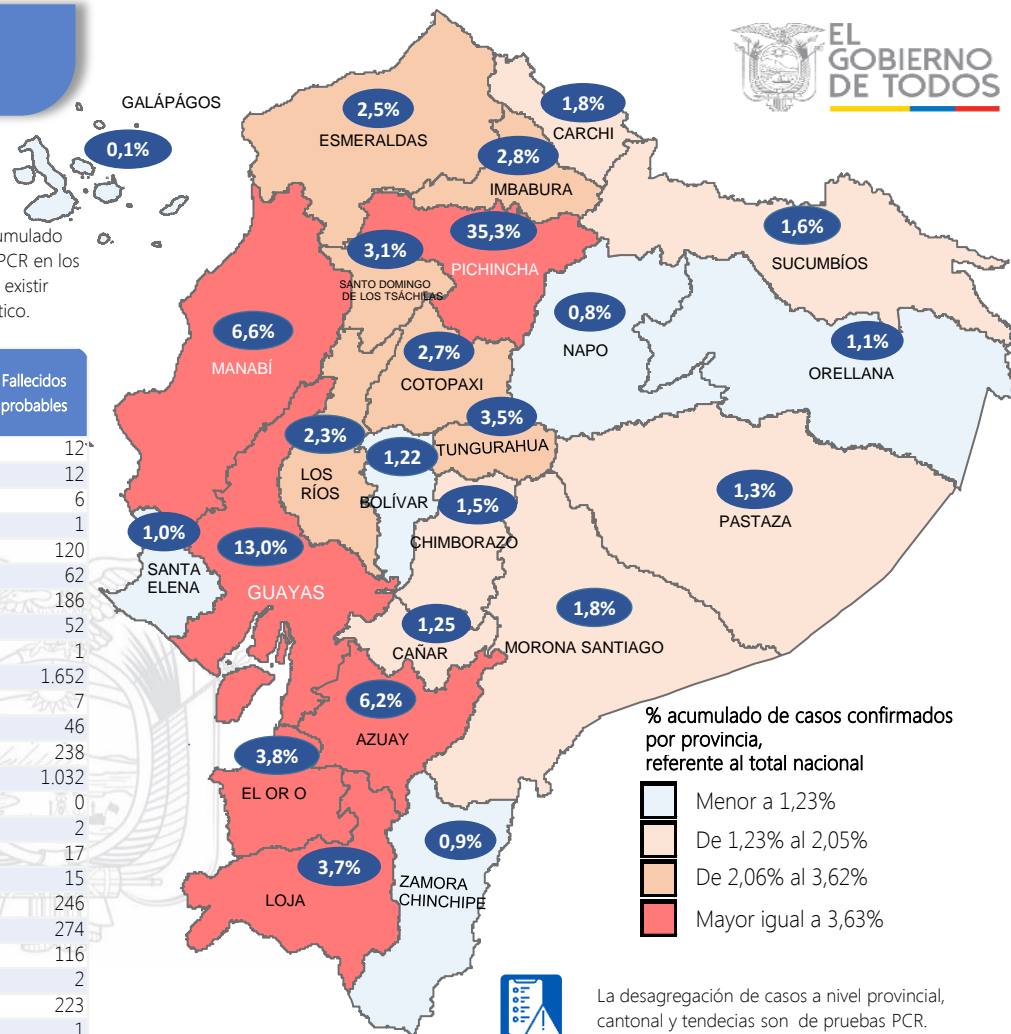 EL
GOBIERNO
DE TODOS
GALÁPÁGOS
0,1%
2,5%
ESMERALDAS
1,8%
CARCHI
2,8%
IMBABURA
1,6%
SUCUMBÍOS
35,3%
PICHINCHA
3,1%
SANTO DOMINGO
DE LOS TSÁCHILAS
6,6%
MANABÍ
0,8%
NAPO
1,1%
ORELLANA
2,7%
COTOPAXI
3,5%
TUNGURAHUA
2,3%
LOS
RÍOS
1,22
BOLÍVAR
1,5%
CHIMBORAZO
1,3%
PASTAZA
1,0%
SANTA
ELENA
13,0%
GUAYAS
1,25
CAÑAR
1,8%
MORONA SANTIAGO
6,2%
AZUAY
3,8%
EL OR O
3,7%
LOJA
0,9%
ZAMORA
CHINCHIPE
umulado
PCR en los
existir
tico.
Fallecidos
probables
12
12
6
1
120
62
186
52
1
1.652
7
46
238
1.032
0
2
17
15
246
274
116
2
223
1
% acumulado de casos confirmados
por provincia,
referente al total nacional
Menor a 1,23%
De 1,23% al 2,05%
De 2,06% al 3,62%
Mayor igual a 3,63%
La desagregación de casos a nivel provincial,
cantonal y tendecias son de pruebas PCR.